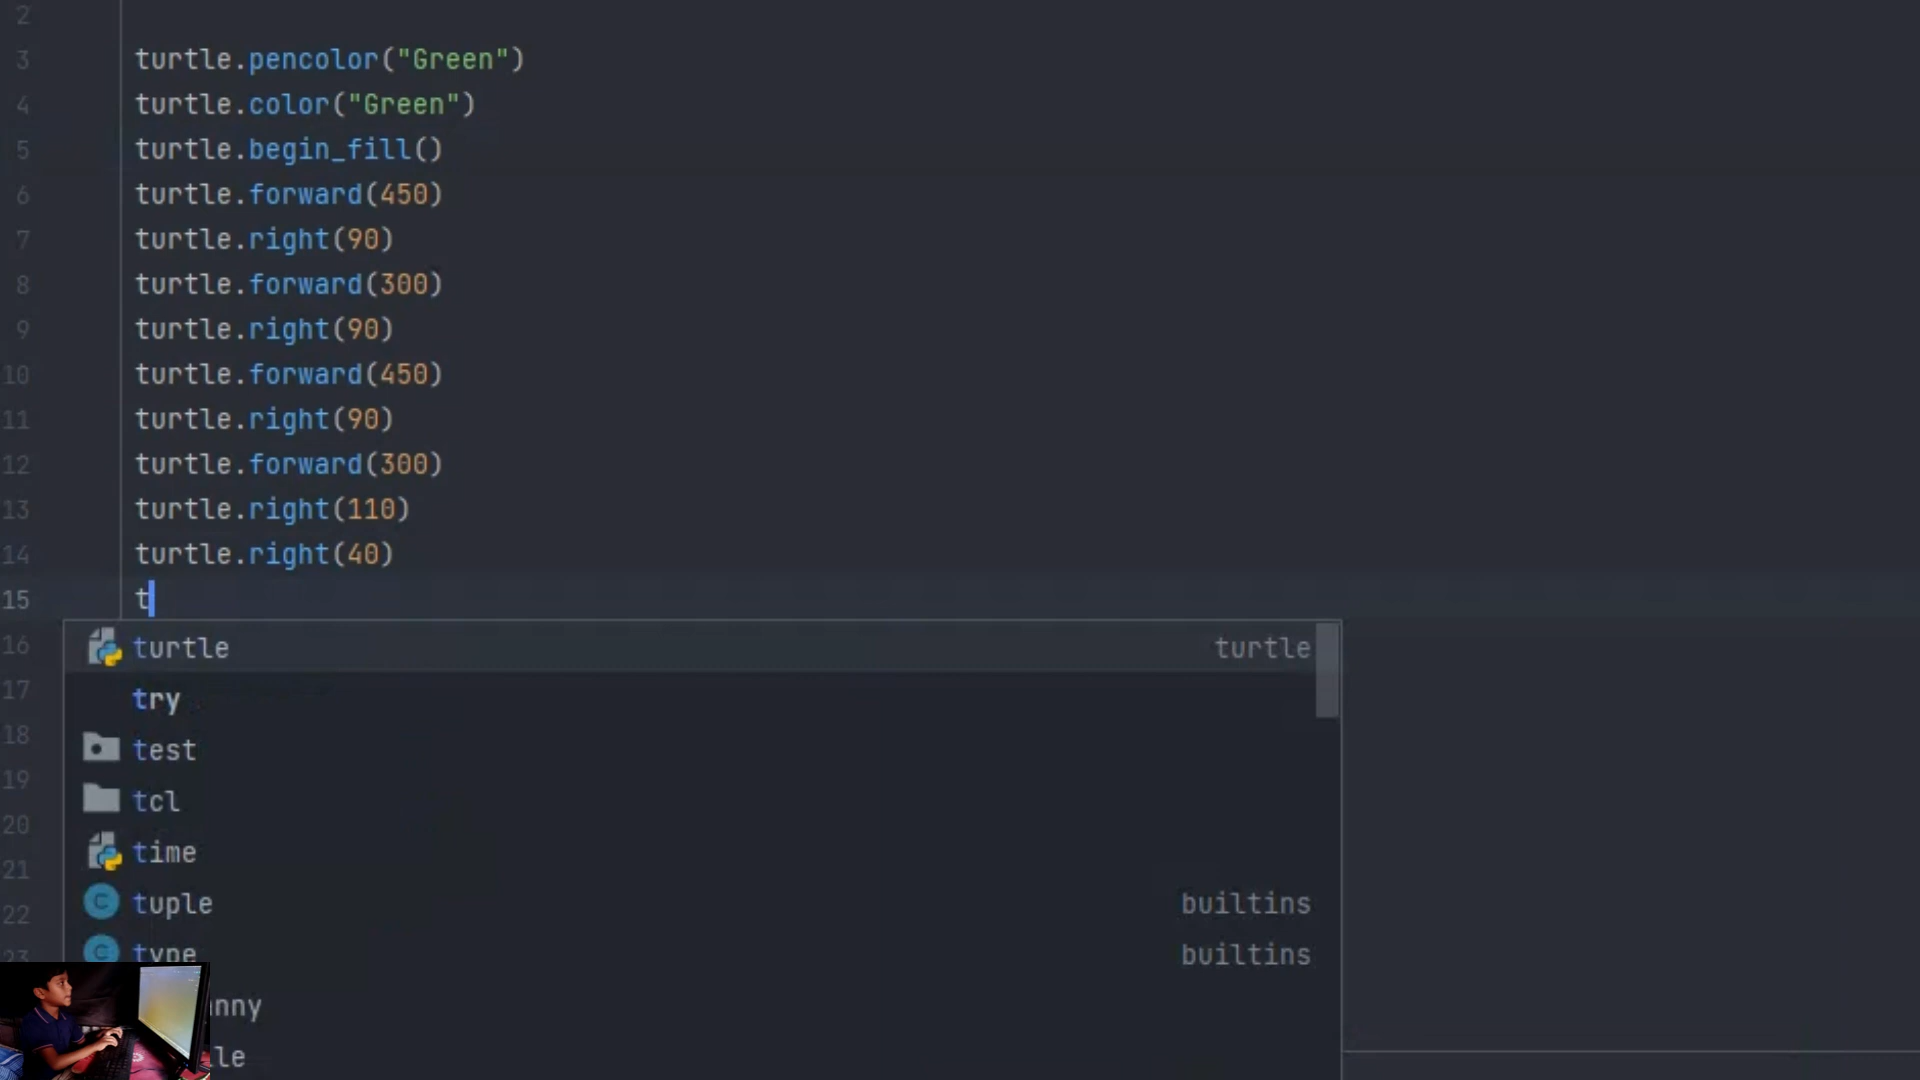 2
3 turtle.pencolor("Green")
4 turtle.color("Green")
5 turtle.begin_fill()
6 turtle.forward(450)
7 turtle.right(90)
8 turtle.forward(300)
9 turtle.right(90)
10 turtle.forward(450)
11 turtle.right(90)
12 turtle.forward(300)
13 turtle.right(110)
14 turtle.right(40)
15 t
16 turtle turtle
17 try
18 test
19 tcl
20 time
21
22 tuple builtins
23 type builtins